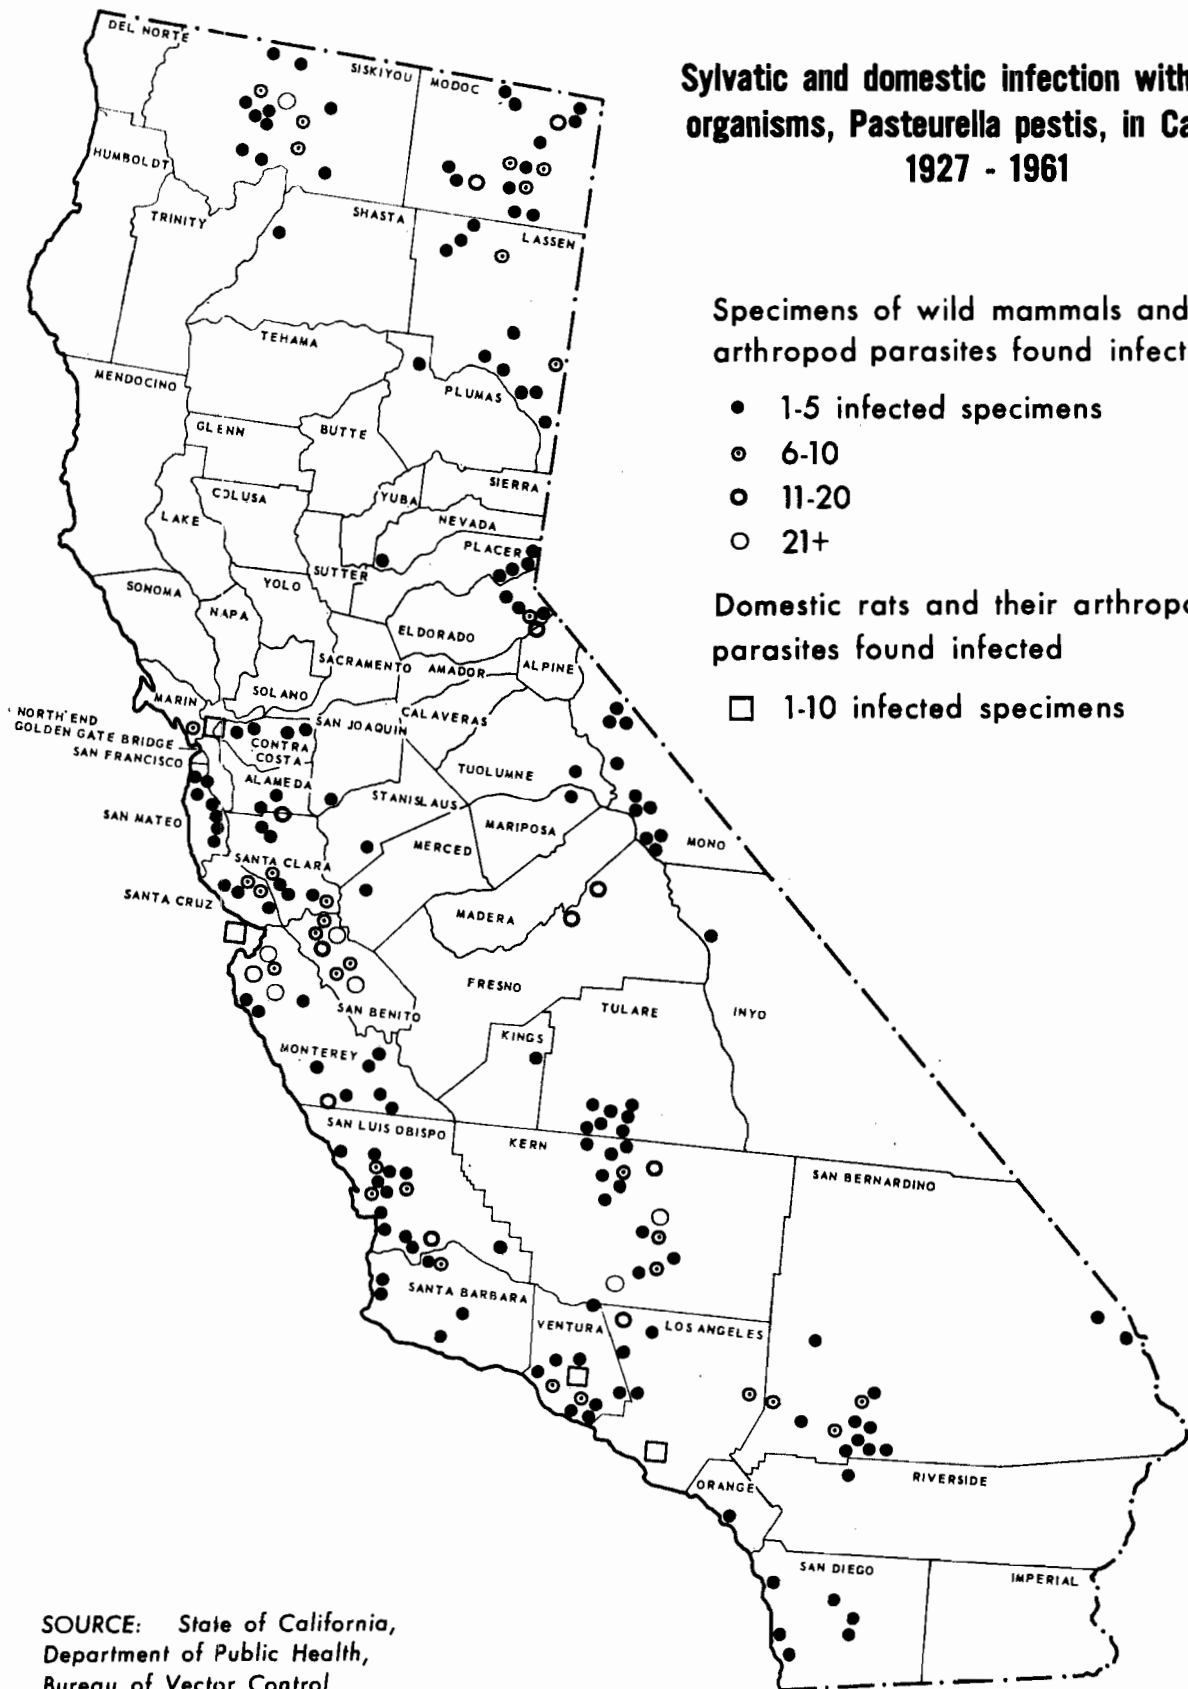 Sylvatic and domestic infection with
organisms, Pasteurella pestis, in Ca
1927 - 1961
Specimens of wild mammals and
arthropod parasites found infect
1-5 infected specimens
6-10
11-20
21+
Domestic rats and their arthropo
parasites found infected
1-10 infected specimens
DEL NORTE
SISKIYOU
MODOC
HUMBOLDT
TRINITY
SHASTA
LASSEN
TEHAMA
MENDOCINO
PLUMAS
GLENN
BUTTE
SIERRA
COLUSA
YUBA
LAKE
NEVADA
PLACER
SUTTER
YOLO
SONOMA
NAPA
ELDORADO
SACRAMENTO
AMADOR
ALPINE
SOLANO
MARIN
CALAVERAS
SAN JOAQUIN
NORTH END
GOLDEN GATE BRIDGE
SAN FRANCISCO
CONTRA
COSTA
TUOLUMNE
ALAMEDA
STANISLAUS
SAN MATEO
MARIPOSA
MONO
MERCED
SANTA CLARA
SANTA CRUZ
MADERA
FRESNO
TULARE
INYO
SAN BENITO
KINGS
MONTEREY
SAN LUIS OBISPO
KERN
SAN BERNARDINO
SANTA BARBARA
VENTURA
LOS ANGELES
ORANGE
RIVERSIDE
SAN DIEGO
IMPERIAL
SOURCE: State of California,
Department of Public Health,
Bureau of Vector Control